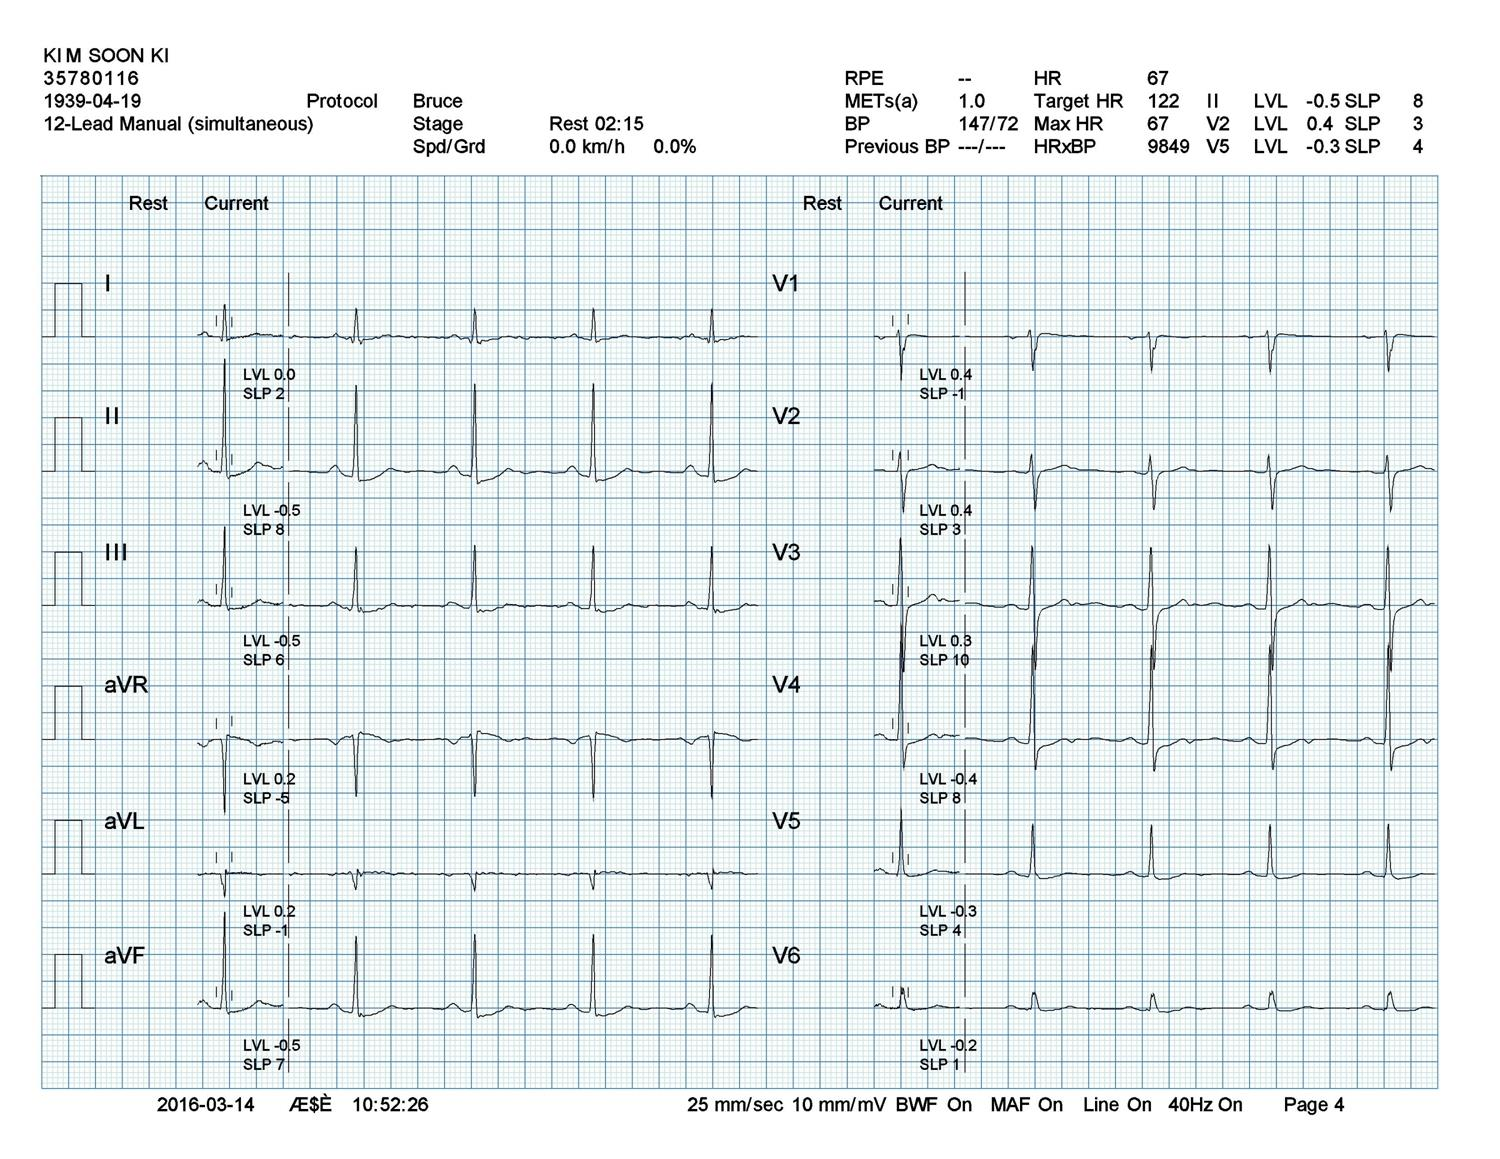 KIM SOON KI
35780116 RPE -- HR 67
1939-04-19 Protocol Bruce METs(a) 1.0 Target HR 122 II LVL -0.5 SLP 8
12-Lead Manual (simultaneous) Stage Rest 02:15 BP 147/72 Max HR 67 V2 LVL 0.4 SLP 3
Spd/Grd 0.0 km/h 0.0% Previous BP ---/--- HRxBP 9849 V5 LVL -0.3 SLP 4
Rest Current Rest Current
I V1
LVL 0.0 LVL 0.4
SLP 2 SLP -1
II V2
LVL -0.5 LVL 0.4
SLP 8 SLP 3
III V3
LVL -0.5 LVL 0.3
SLP 6 SLP 10
aVR V4
LVL 0.2 LVL -0.4
SLP -5 SLP 8
aVL V5
LVL 0.2 LVL -0.3
SLP -1 SLP 4
aVF V6
LVL -0.5 LVL -0.2
SLP 7 SLP 1
2016-03-14 Æ$È 10:52:26 25 mm/sec 10 mm/mV BWF On MAF On Line On 40Hz On Page 4